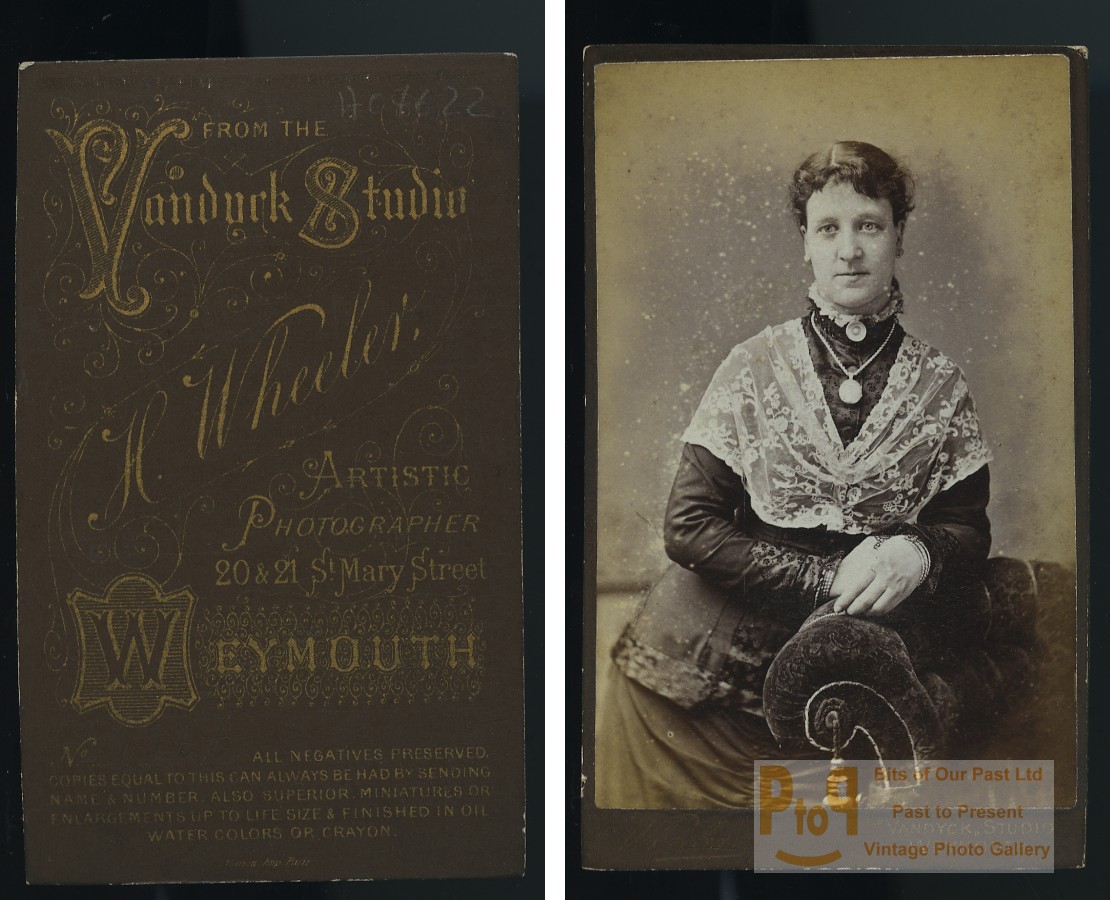 FROM THE
Vandyck Studio
H. Wheeler,
ARTISTIC
PHOTOGRAPHER
20 & 21 St Mary Street
WEYMOUTH
No
ALL NEGATIVES PRESERVED.
COPIES EQUAL TO THIS CAN ALWAYS BE HAD BY SENDING
NAME & NUMBER. ALSO SUPERIOR MINIATURES OR
ENLARGEMENTS UP TO LIFE SIZE & FINISHED IN OIL
WATER COLORS OR CRAYON.
PtoP
Bits of Our Past Ltd
Past to Present
Vintage Photo Gallery
VANDYCK STUDIO